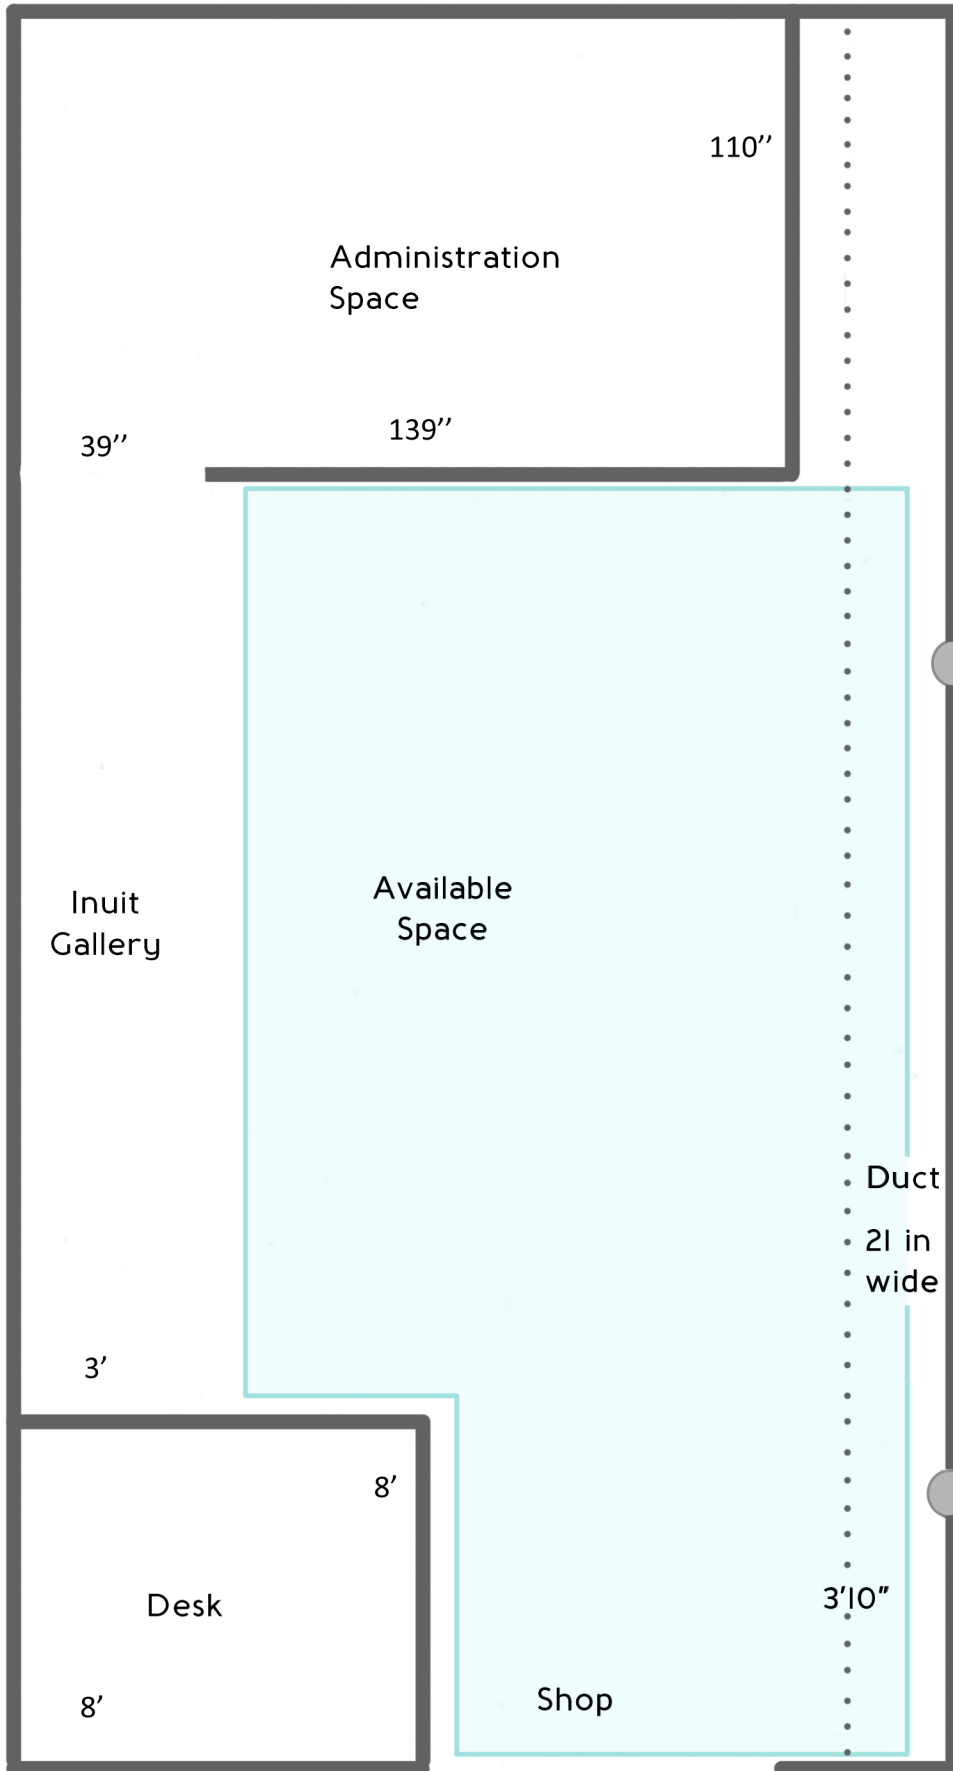 110’’
Administration
Space
139’’
39’’
Available
Space
Inuit
Gallery
Duct
21 in
wide
3’
8’
Desk
3’10”
Shop
8’